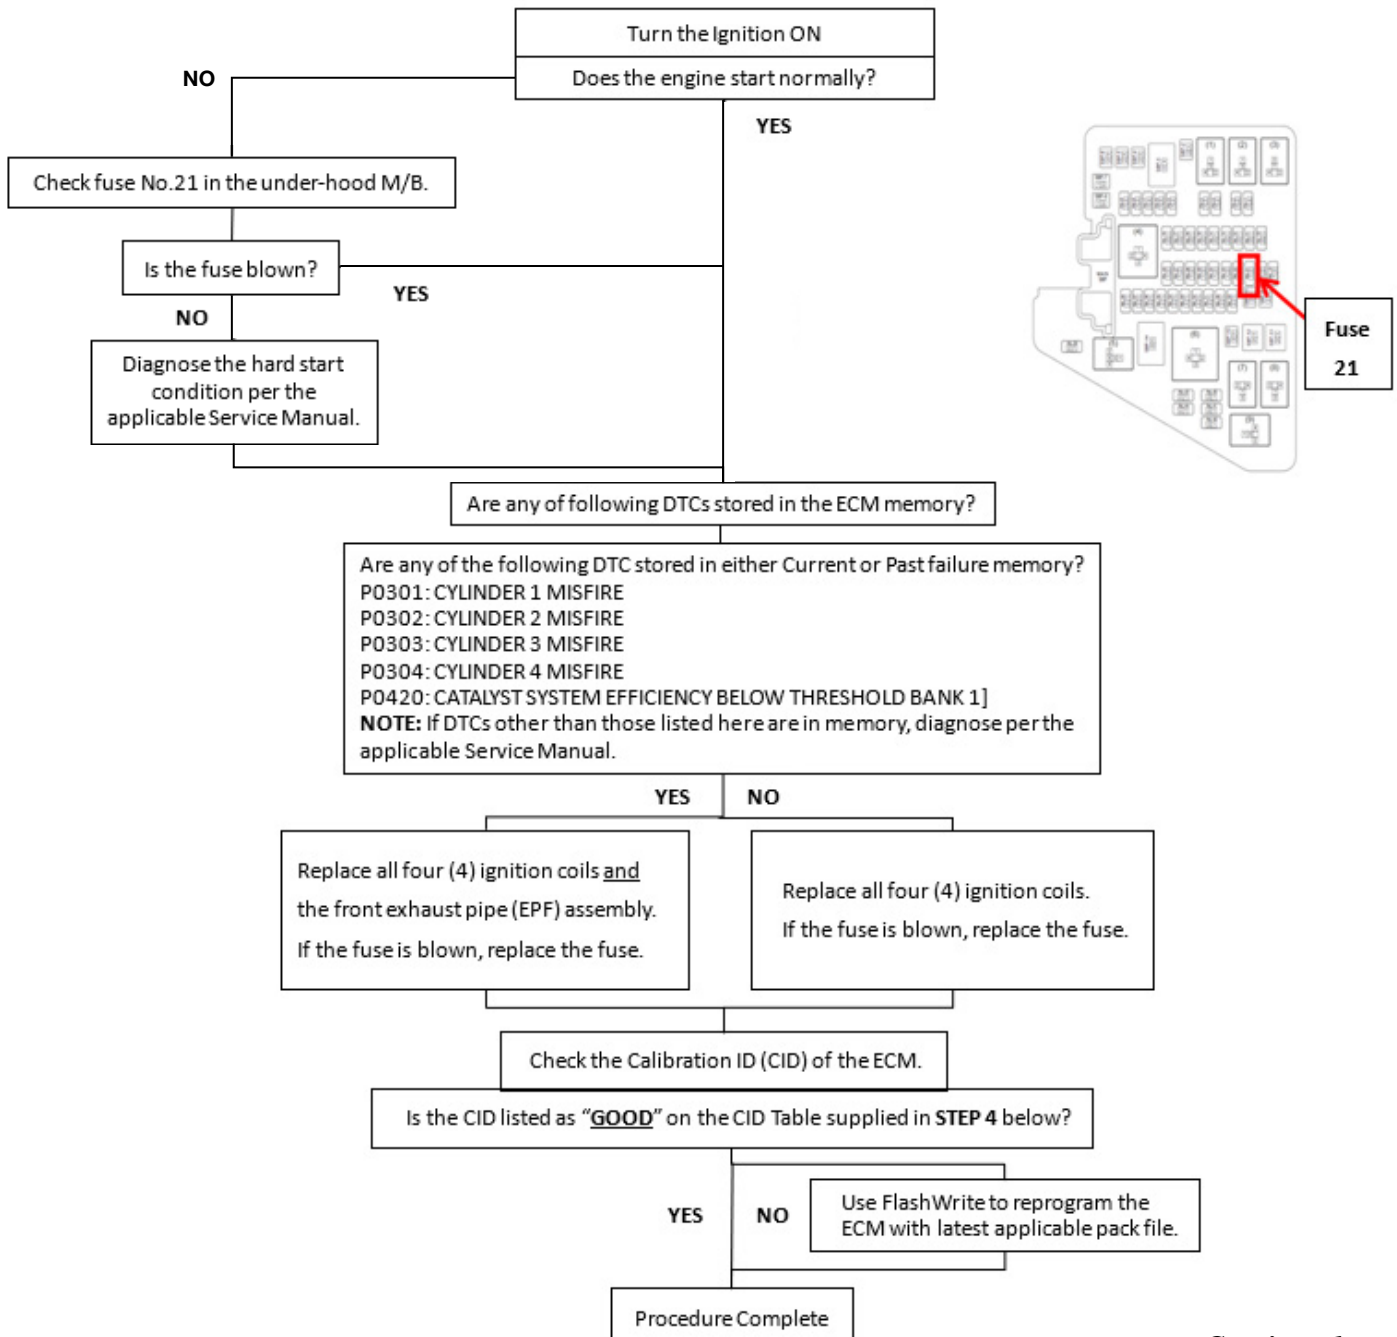 Turn the Ignition ON
Does the engine start normally?
NO
YES
Check fuse No.21 in the under-hood M/B.
Is the fuse blown?
YES
NO
Diagnose the hard start
condition per the
applicable Service Manual.
Fuse
21
Are any of following DTCs stored in the ECM memory?
Are any of the following DTC stored in either Current or Past failure memory?
P0301: CYLINDER 1 MISFIRE
P0302: CYLINDER 2 MISFIRE
P0303: CYLINDER 3 MISFIRE
P0304: CYLINDER 4 MISFIRE
P0420: CATALYST SYSTEM EFFICIENCY BELOW THRESHOLD BANK 1]
NOTE: If DTCs other than those listed here are in memory, diagnose per the
applicable Service Manual.
YES
NO
Replace all four (4) ignition coils and
the front exhaust pipe (EPF) assembly.
If the fuse is blown, replace the fuse.
Replace all four (4) ignition coils.
If the fuse is blown, replace the fuse.
Check the Calibration ID (CID) of the ECM.
Is the CID listed as “GOOD” on the CID Table supplied in STEP 4 below?
YES
NO
Use FlashWrite to reprogram the
ECM with latest applicable pack file.
Procedure Complete